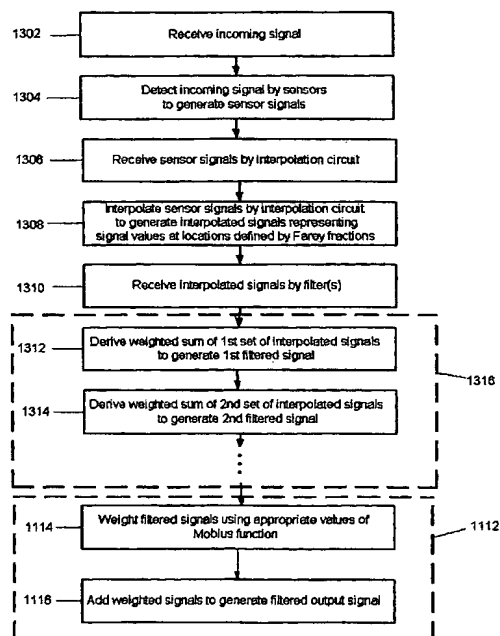 1302
Receive incoming signal
1304
Detect incoming signal by sensors
to generate sensor signals
1306
Receive sensor signals by interpolation circuit
1308
Interpolate sensor signals by interpolation circuit
to generate interpolated signals representing
signal values at locations defined by Farey fractions
1310
Receive interpolated signals by filter(s)
1312
Derive weighted sum of 1st set of interpolated signals
to generate 1st filtered signal
1316
1314
Derive weighted sum of 2nd set of interpolated signals
to generate 2nd filtered signal
1114
Weight filtered signals using appropriate values of
Mobius function
1112
1116
Add weighted signals to generate filtered output signal